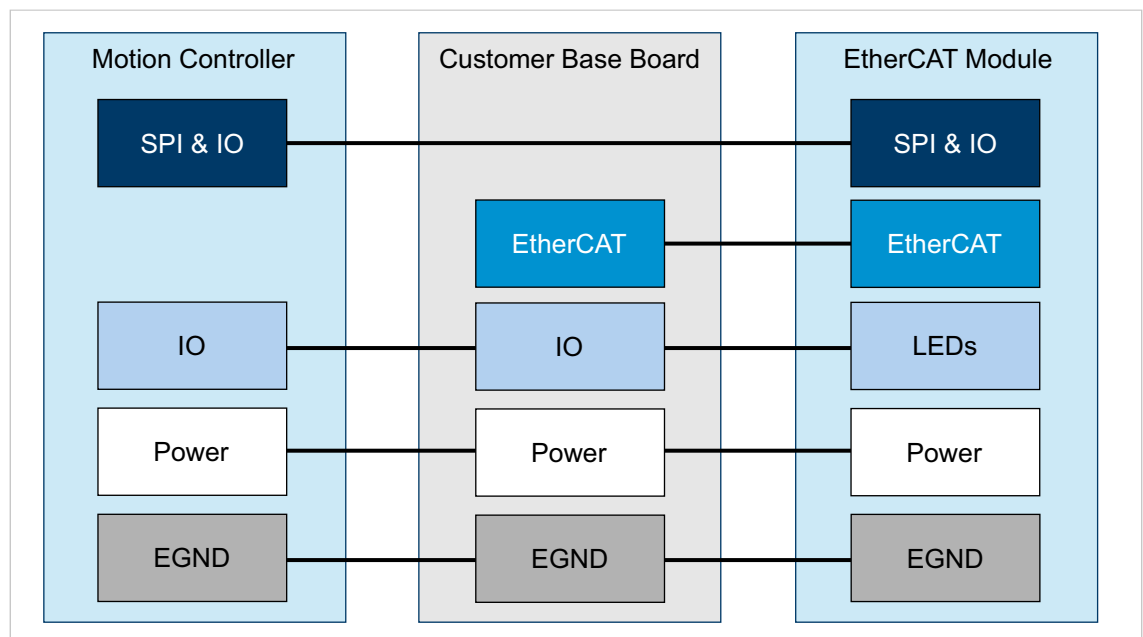 Motion Controller
Customer Base Board
EtherCAT Module
SPI & IO
SPI & IO
EtherCAT
EtherCAT
IO
IO
LEDs
Power
Power
Power
EGND
EGND
EGND